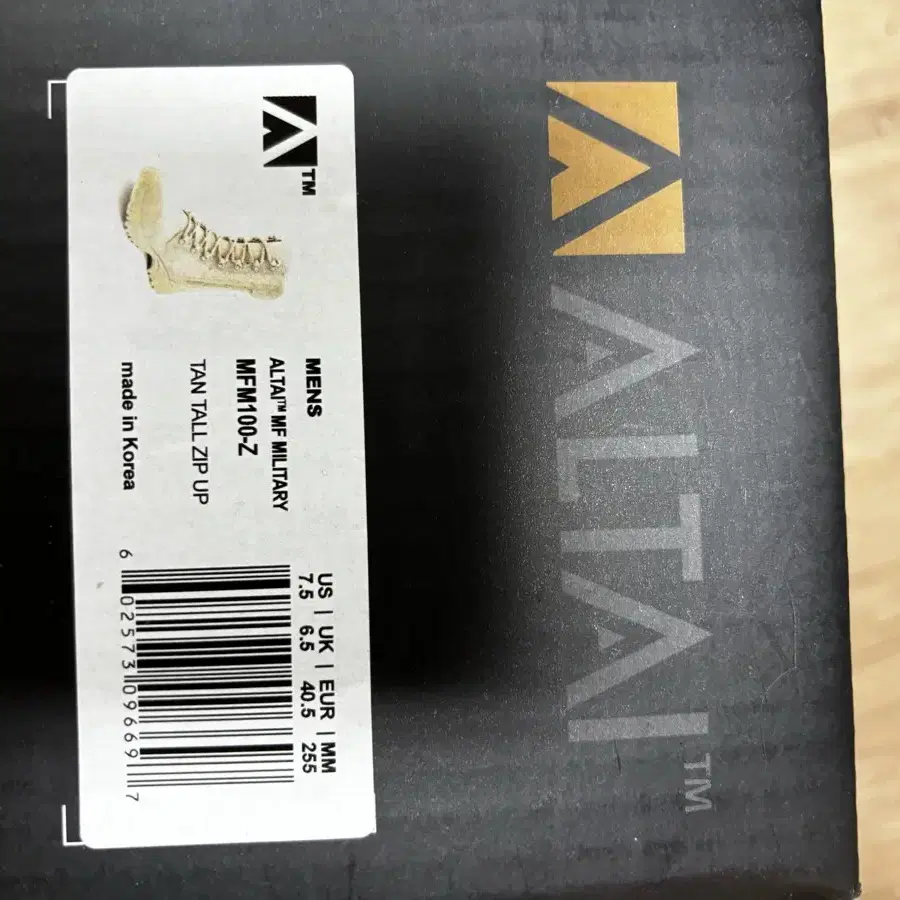 TM
MENS
ALTAI™ MF MILITARY
MFM100-Z
TAN TALL ZIP UP
made in Korea
US | UK | EUR | MM
7.5 6.5 40.5 255
6 02573 09669 7
ALTAI™